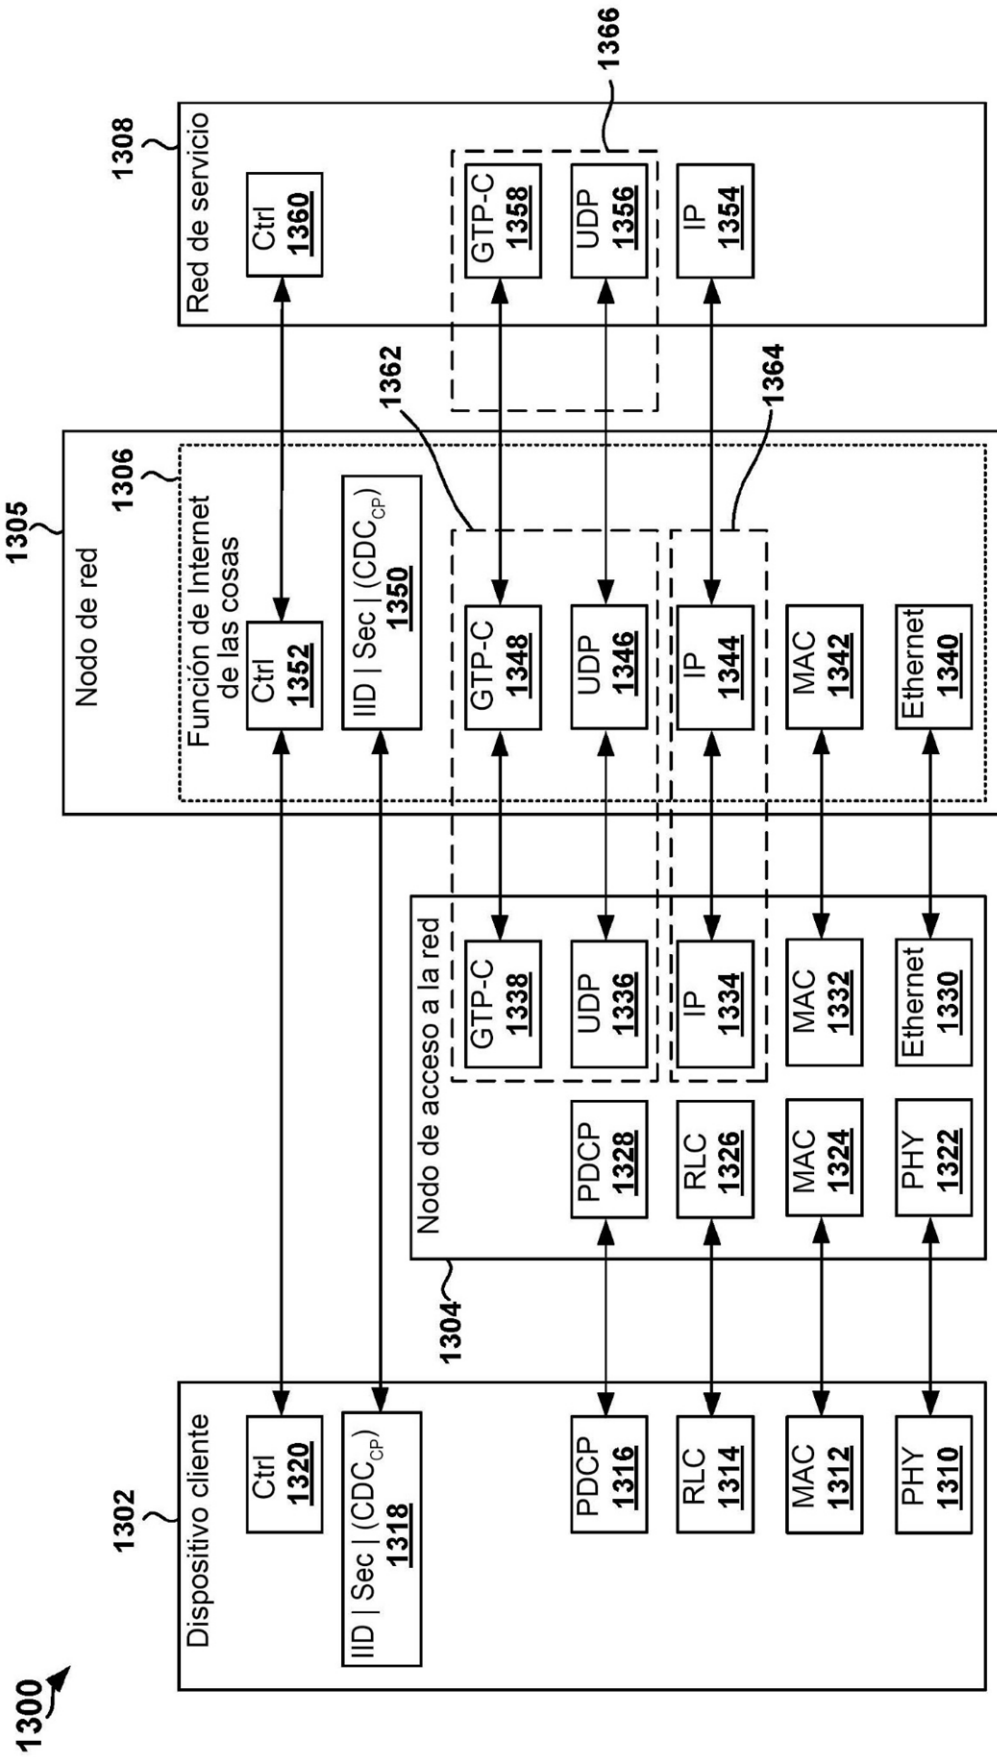 1300
1302
Dispositivo cliente
Ctrl
1320
IID | Sec | (CDC_CP)
1318
PDCP
1316
RLC
1314
MAC
1312
PHY
1310
1304
Nodo de acceso a la red
PDCP
1328
RLC
1326
MAC
1324
PHY
1322
GTP-C
1338
UDP
1336
IP
1334
MAC
1332
Ethernet
1330
1305
Nodo de red
1306
Función de Internet
de las cosas
Ctrl
1352
IID | Sec | (CDC_CP)
1350
GTP-C
1348
UDP
1346
IP
1344
MAC
1342
Ethernet
1340
1362
1364
1308
Red de servicio
Ctrl
1360
GTP-C
1358
UDP
1356
IP
1354
1366